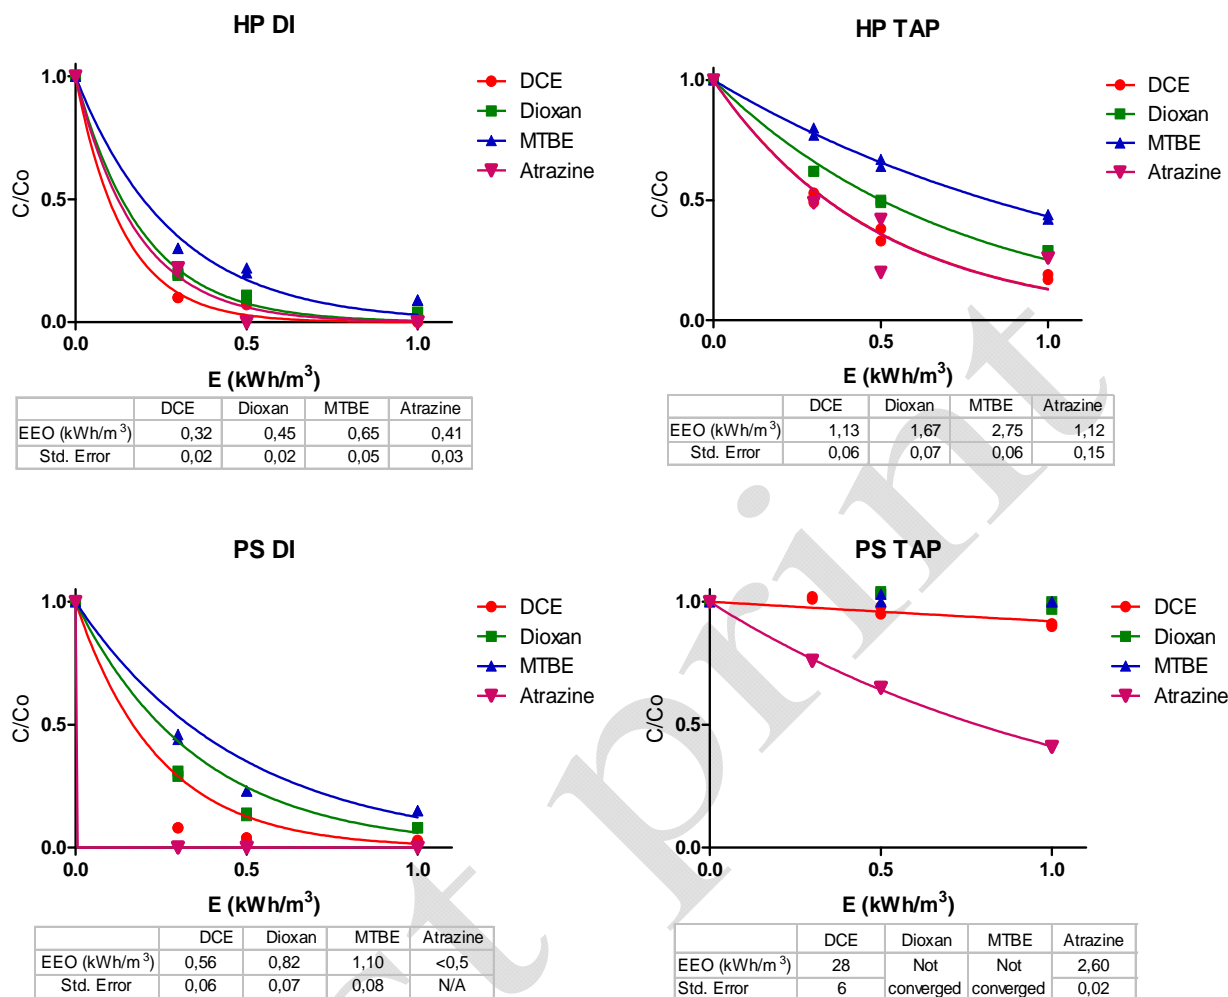 HP DI
1.0
0.5
0.0
C/Co
0.0 0.5 1.0
E (kWh/m³)
DCE
Dioxan
MTBE
Atrazine
DCE Dioxan MTBE Atrazine
EEO (kWh/m³) 0,32 0,45 0,65 0,41
Std. Error 0,02 0,02 0,05 0,03
HP TAP
1.0
0.5
0.0
C/Co
0.0 0.5 1.0
E (kWh/m³)
DCE
Dioxan
MTBE
Atrazine
DCE Dioxan MTBE Atrazine
EEO (kWh/m³) 1,13 1,67 2,75 1,12
Std. Error 0,06 0,07 0,06 0,15
PS DI
1.0
0.5
0.0
C/Co
0.0 0.5 1.0
E (kWh/m³)
DCE
Dioxan
MTBE
Atrazine
DCE Dioxan MTBE Atrazine
EEO (kWh/m³) 0,56 0,82 1,10 <0,5
Std. Error 0,06 0,07 0,08 N/A
PS TAP
1.0
0.5
0.0
C/Co
0.0 0.5 1.0
E (kWh/m³)
DCE
Dioxan
MTBE
Atrazine
DCE Dioxan MTBE Atrazine
EEO (kWh/m³) 28 Not Not 2,60
Std. Error 6 converged converged 0,02
print